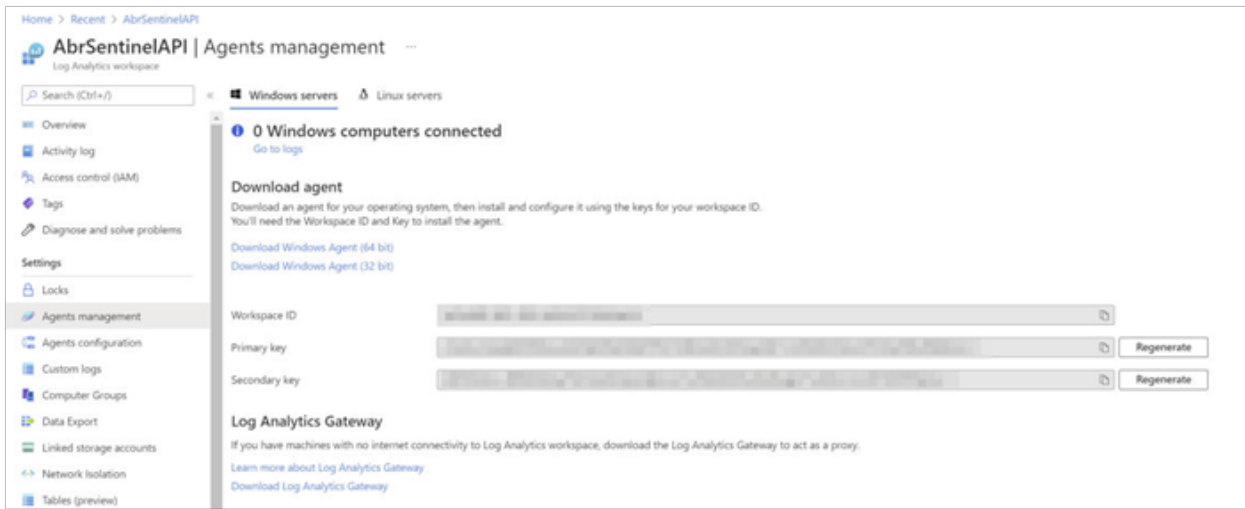 Home > Recent > AbrSentinelAPI
AbrSentinelAPI | Agents management ...
Log Analytics workspace
Search (Ctrl+/)
«
Overview
Activity log
Access control (IAM)
Tags
Diagnose and solve problems
Settings
Locks
Agents management
Agents configuration
Custom logs
Computer Groups
Data Export
Linked storage accounts
Network Isolation
Tables (preview)
Windows servers
Linux servers
0 Windows computers connected
Go to logs
Download agent
Download an agent for your operating system, then install and configure it using the keys for your workspace ID.
You'll need the Workspace ID and Key to install the agent.
Download Windows Agent (64 bit)
Download Windows Agent (32 bit)
Workspace ID
Primary key
Regenerate
Secondary key
Regenerate
Log Analytics Gateway
If you have machines with no internet connectivity to Log Analytics workspace, download the Log Analytics Gateway to act as a proxy.
Learn more about Log Analytics Gateway
Download Log Analytics Gateway